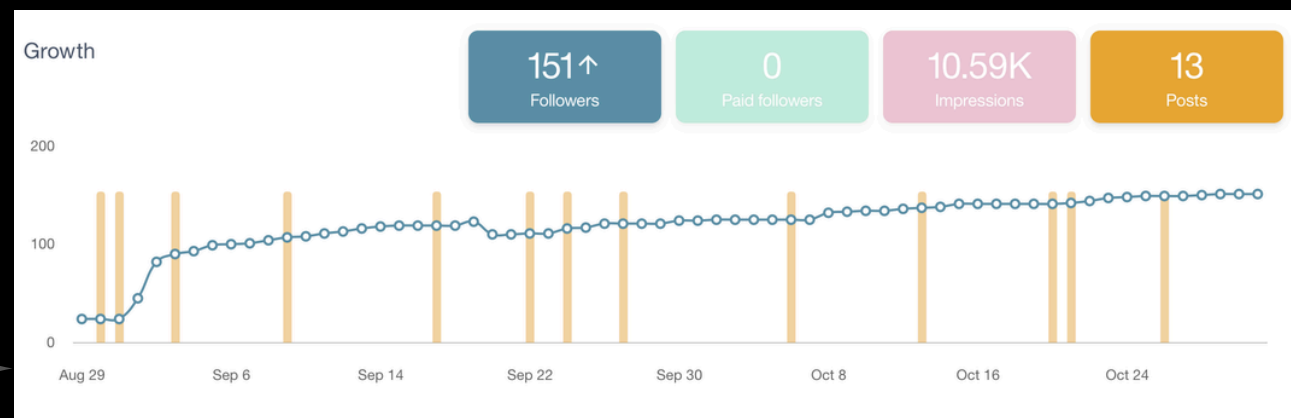 Growth
151↑
Followers
0
Paid followers
10.59K
Impressions
13
Posts
200
100
0
Aug 29
Sep 6
Sep 14
Sep 22
Sep 30
Oct 8
Oct 16
Oct 24